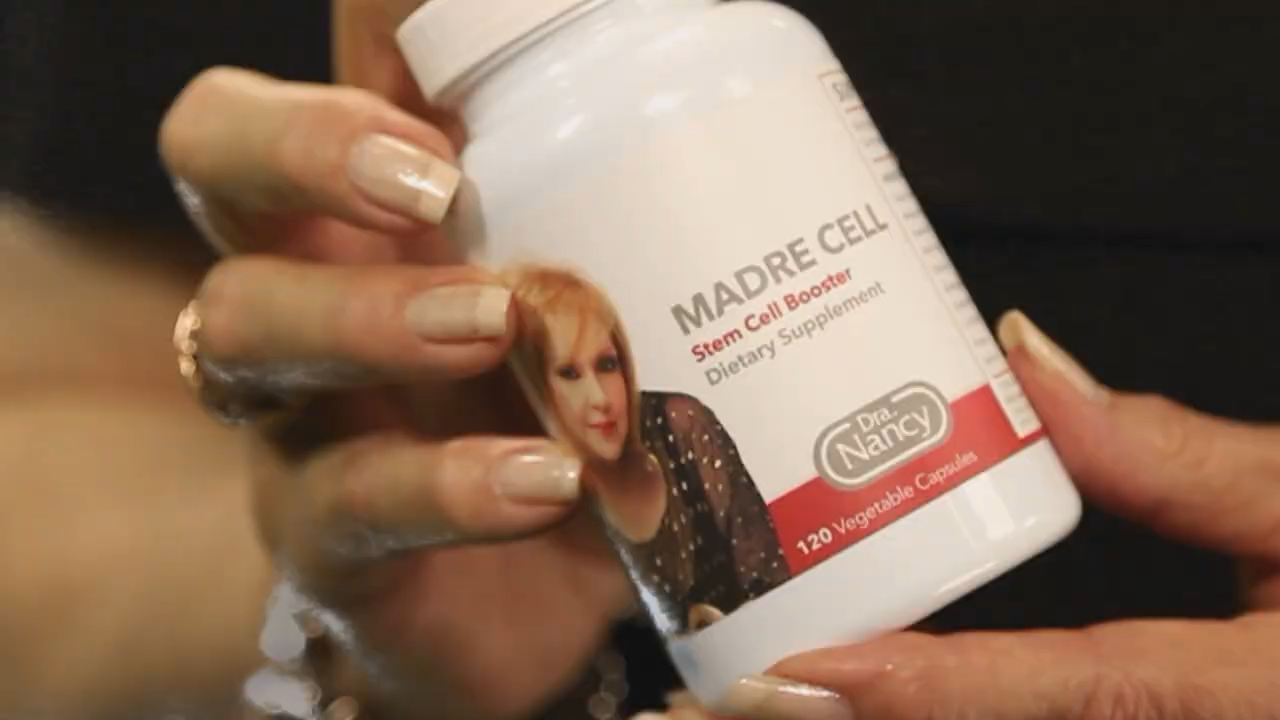 MADRE CELL
Stem Cell Booster
Dietary Supplement
Dra.
Nancy
120 Vegetable Capsules